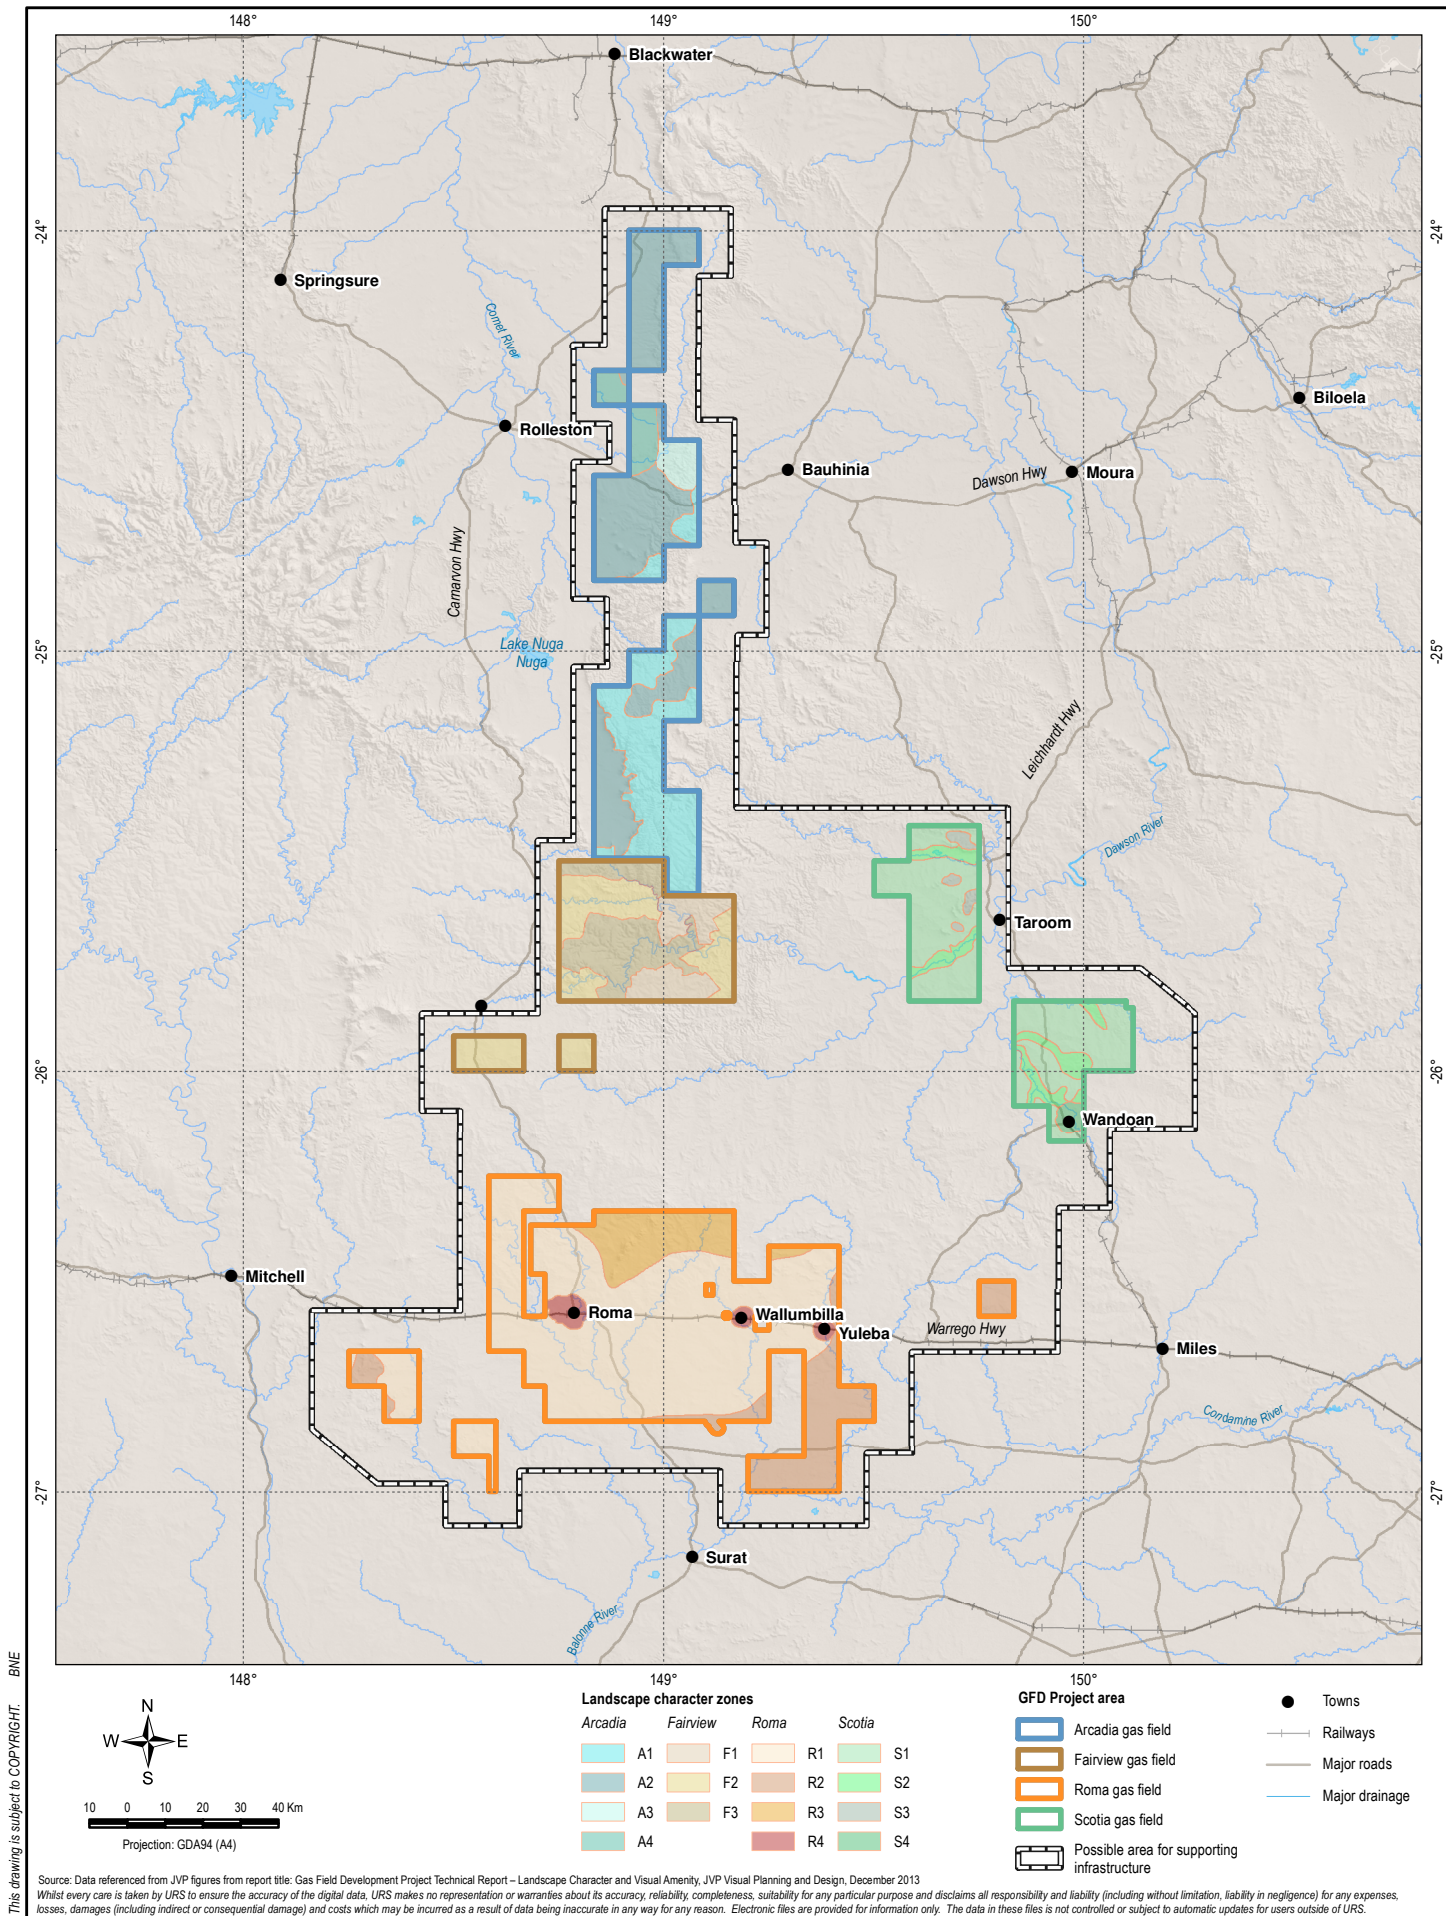 148°
149°
150°
Blackwater
-24°
-24°
Springsure
Comet River
Biloela
Rolleston
Bauhinia
Dawson Hwy
Moura
Carnarvon Hwy
Lake Nuga
Nuga
-25°
-25°
Leichhardt Hwy
Dawson River
Taroom
-26°
-26°
Wandoan
Mitchell
Roma
Wallumbilla
Yuleba
Warrego Hwy
Miles
Condamine River
-27°
-27°
Surat
Balonne River
148°
149°
150°
This drawing is subject to COPYRIGHT. BNE
N
W E
S
10 0 10 20 30 40 Km
Projection: GDA94 (A4)
Landscape character zones
Arcadia Fairview Roma Scotia
A1 F1 R1 S1
A2 F2 R2 S2
A3 F3 R3 S3
A4 R4 S4
GFD Project area
Arcadia gas field
Fairview gas field
Roma gas field
Scotia gas field
Possible area for supporting
infrastructure
Towns
Railways
Major roads
Major drainage
Source: Data referenced from JVP figures from report title: Gas Field Development Project Technical Report – Landscape Character and Visual Amenity, JVP Visual Planning and Design, December 2013
Whilst every care is taken by URS to ensure the accuracy of the digital data, URS makes no representation or warranties about its accuracy, reliability, completeness, suitability for any particular purpose and disclaims all responsibility and liability (including without limitation, liability in negligence) for any expenses,
losses, damages (including indirect or consequential damage) and costs which may be incurred as a result of data being inaccurate in any way for any reason. Electronic files are provided for information only. The data in these files is not controlled or subject to automatic updates for users outside of URS.